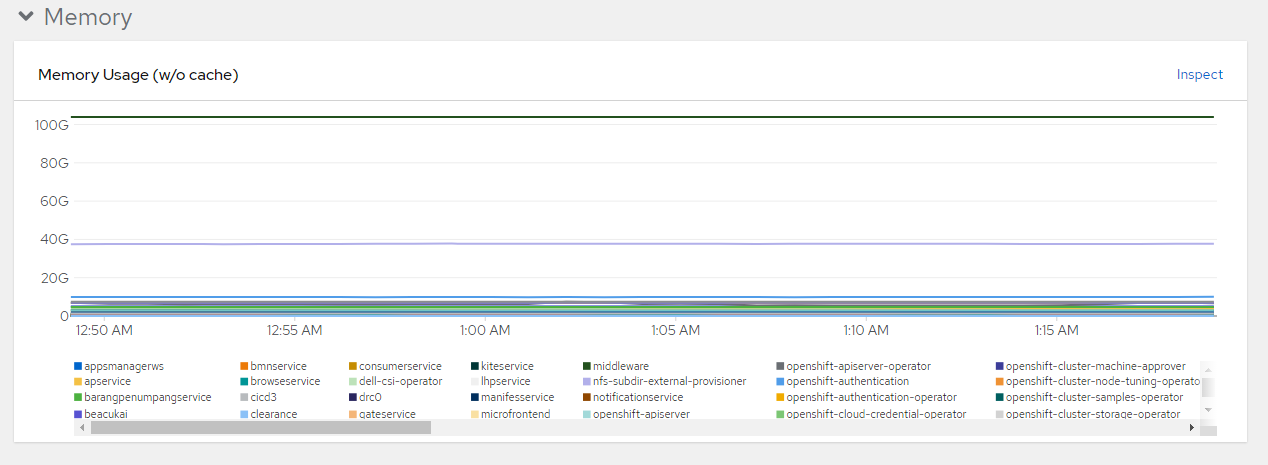 Memory
Memory Usage (w/o cache)
Inspect
100G
80G
60G
40G
20G
0
12:50 AM 12:55 AM 1:00 AM 1:05 AM 1:10 AM 1:15 AM
appsmanagerws bmnservice consumerservice kiteservice middleware openshift-apiserver-operator openshift-cluster-machine-approver
apservice browseservice dell-csi-operator lhpservice nfs-subdir-external-provisioner openshift-authentication openshift-cluster-node-tuning-operato
barangpenumpangservice cicd3 drc0 manifesservice notificationservice openshift-authentication-operator openshift-cluster-samples-operator
beacukai clearance gateservice microfrontend openshift-apiserver openshift-cloud-credential-operator openshift-cluster-storage-operator